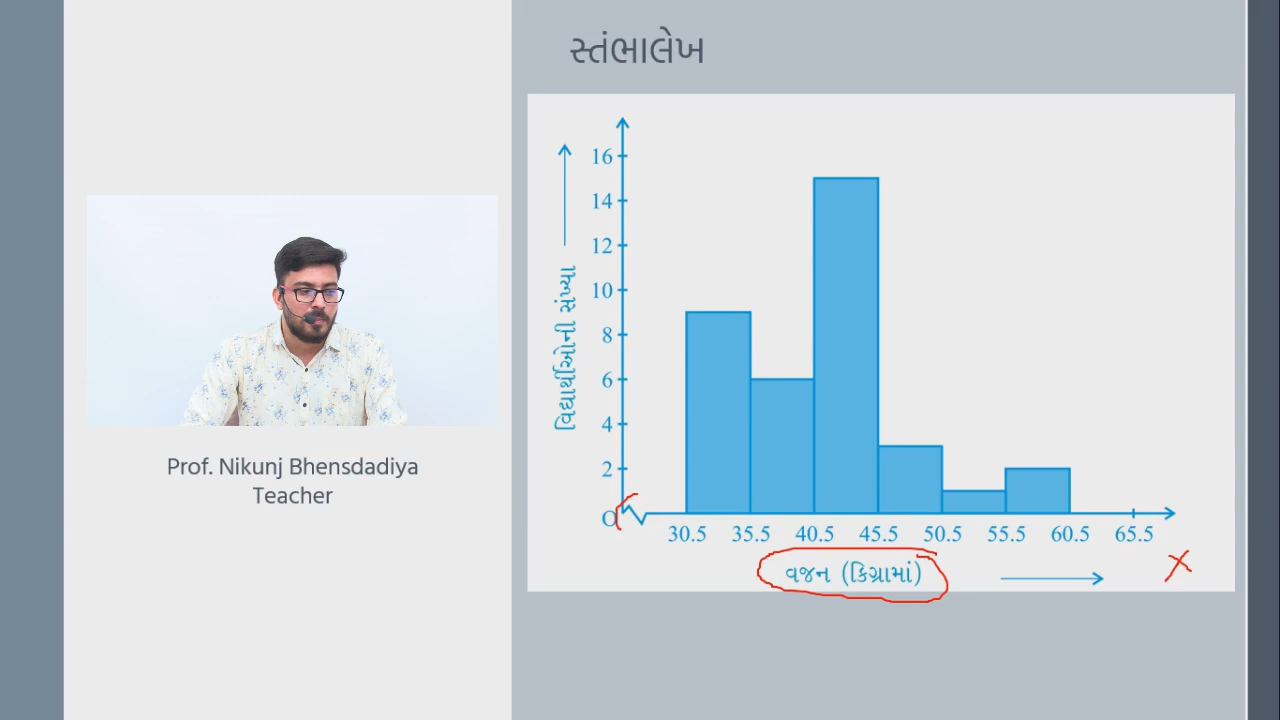 સ્તંભાલેખ
વિદ્યાર્થીઓની સંખ્યા
16
14
12
10
8
6
4
2
O
30.5 35.5 40.5 45.5 50.5 55.5 60.5 65.5
વજન (કિગ્રામાં)
X
Prof. Nikunj Bhensdadiya
Teacher